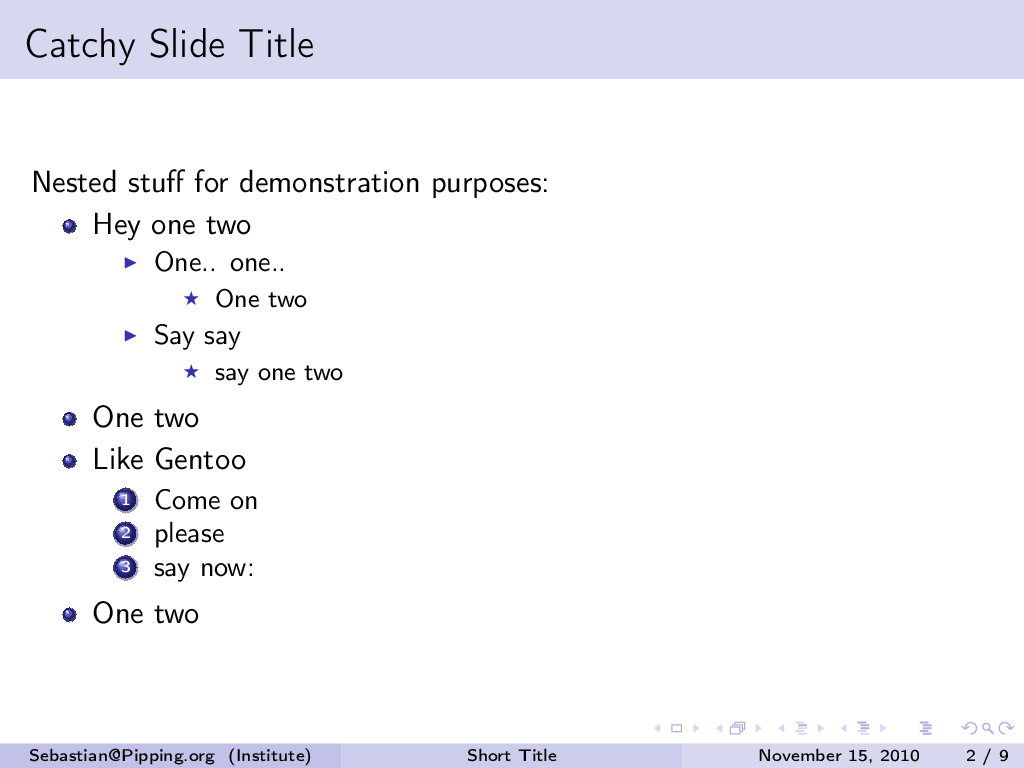 Catchy Slide Title
Nested stuff for demonstration purposes:
Hey one two
One.. one..
One two
Say say
say one two
One two
Like Gentoo
1 Come on
2 please
3 say now:
One two
Sebastian@Pipping.org (Institute) Short Title November 15, 2010 2 / 9